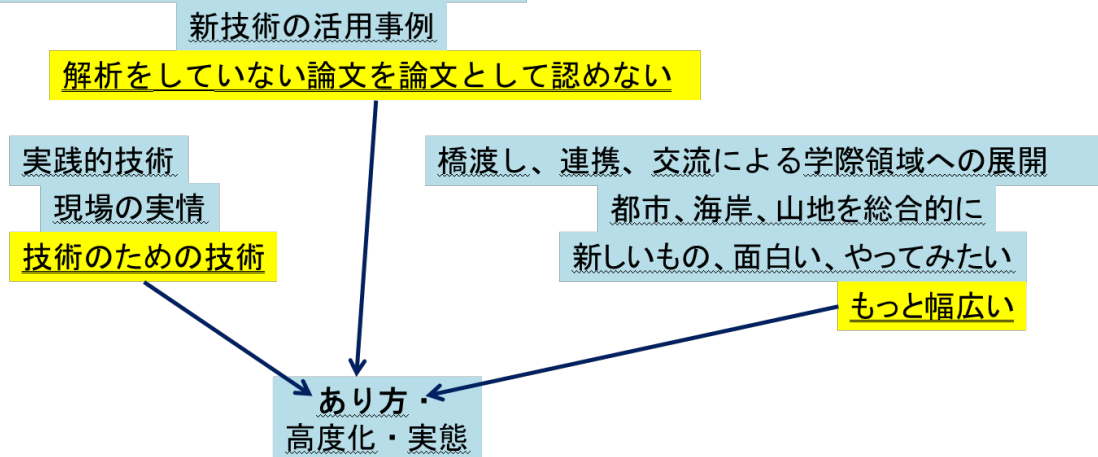 新技術の活用事例
解析をしていない論文を論文として認めない
実践的技術
現場の実情
技術のための技術
橋渡し、連携、交流による学際領域への展開
都市、海岸、山地を総合的に
新しいもの、面白い、やってみたい
もっと幅広い
あり方・
高度化・実態